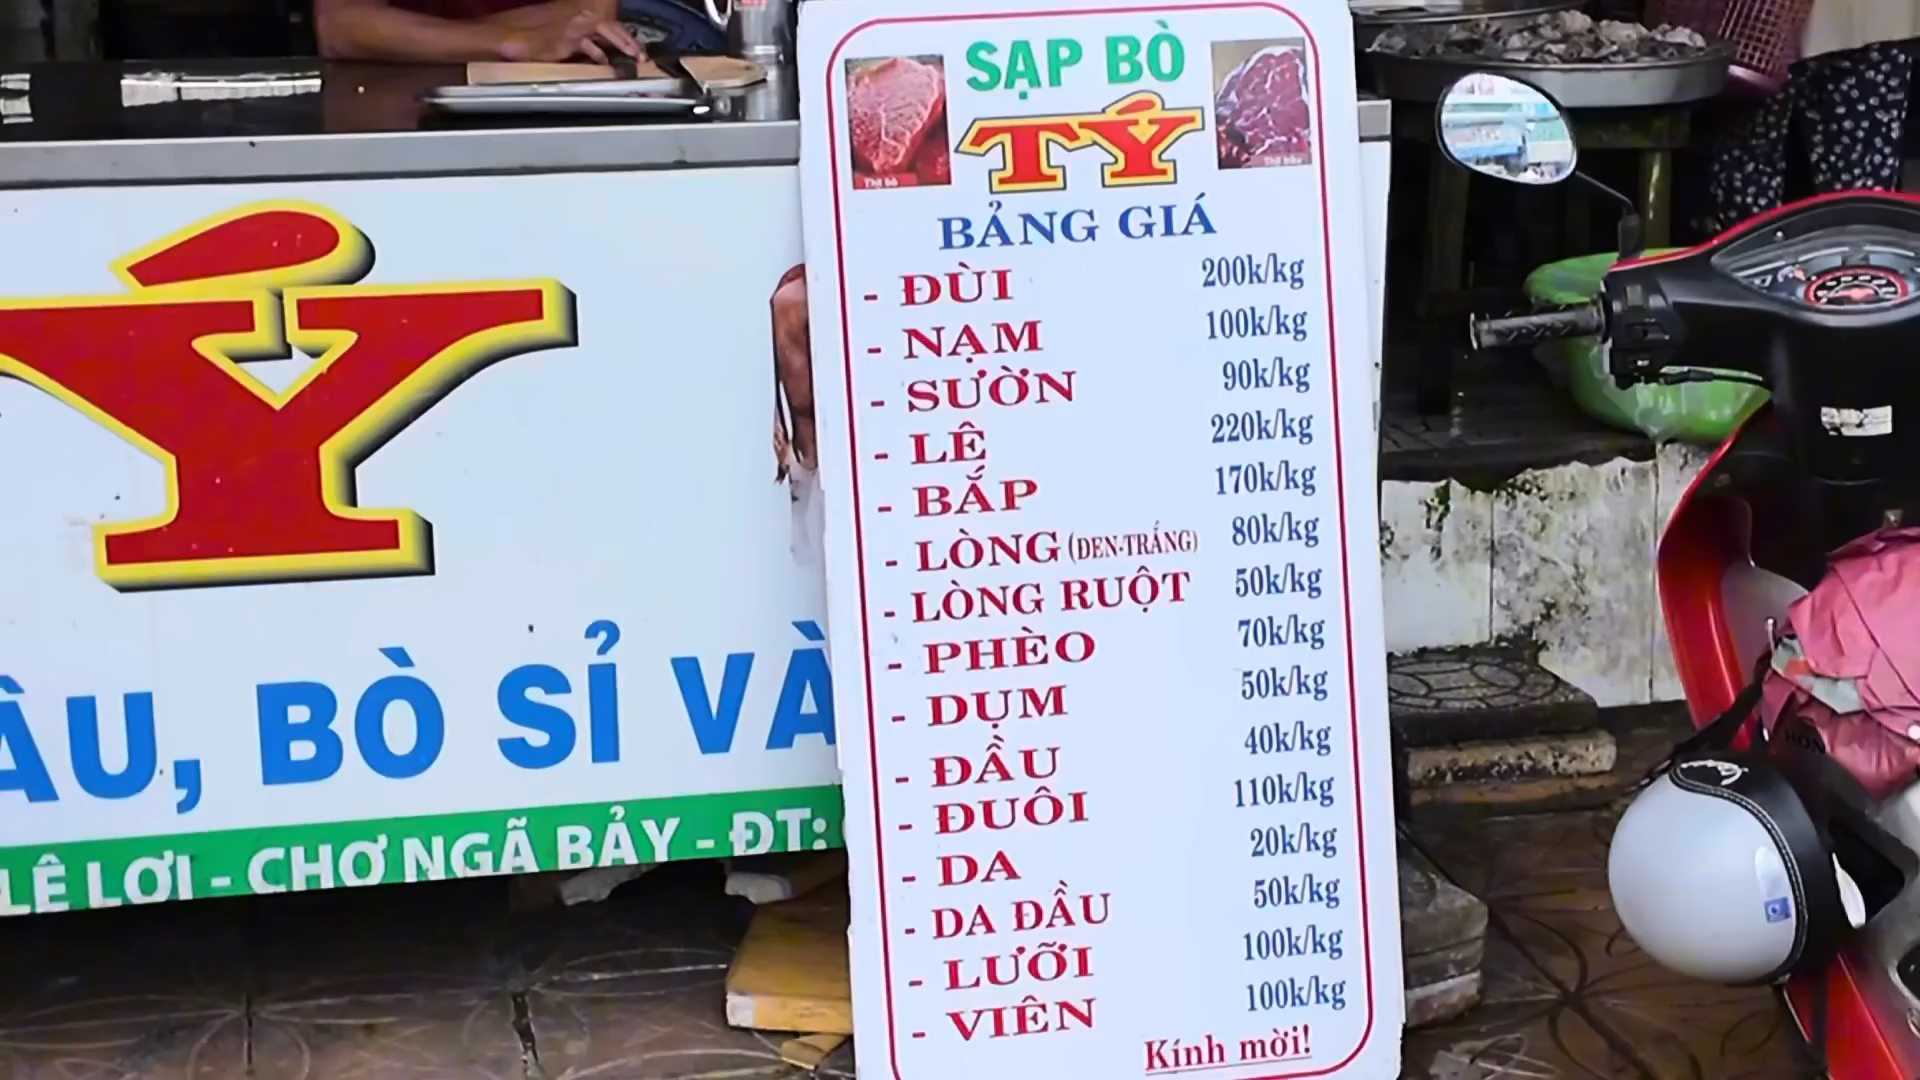 SẠP BÒ
TÝ
Thịt bò
BẢNG GIÁ
- ĐÙI 200k/kg
- NẠM 100k/kg
- SƯỜN 90k/kg
- LÊ 220k/kg
- BẮP 170k/kg
- LÒNG (ĐEN-TRẮNG) 80k/kg
- LÒNG RUỘT 50k/kg
- PHÈO 70k/kg
- DỤM 50k/kg
- ĐẦU 40k/kg
- ĐUÔI 110k/kg
- DA 20k/kg
- DA ĐẦU 50k/kg
- LƯỠI 100k/kg
- VIÊN 100k/kg
Kính mời!
Ý
ÂU, BÒ SỈ VÀ
LÊ LỢI - CHỢ NGÃ BẢY - ĐT: